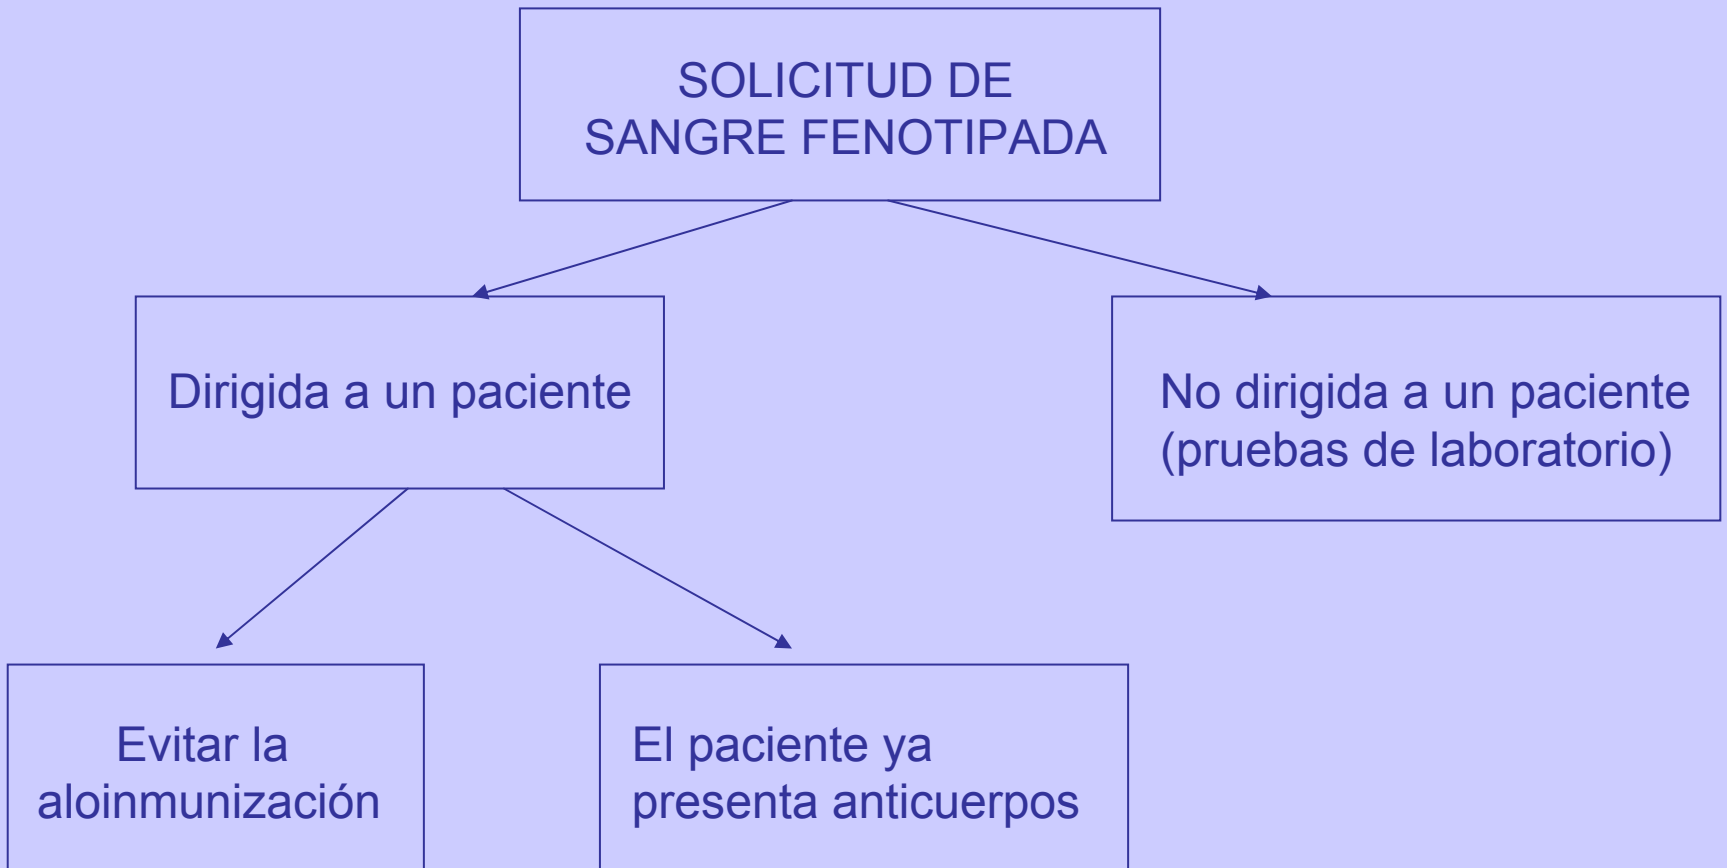 SOLICITUD DE
SANGRE FENOTIPADA
Dirigida a un paciente
No dirigida a un paciente
(pruebas de laboratorio)
Evitar la
aloinmunización
El paciente ya
presenta anticuerpos